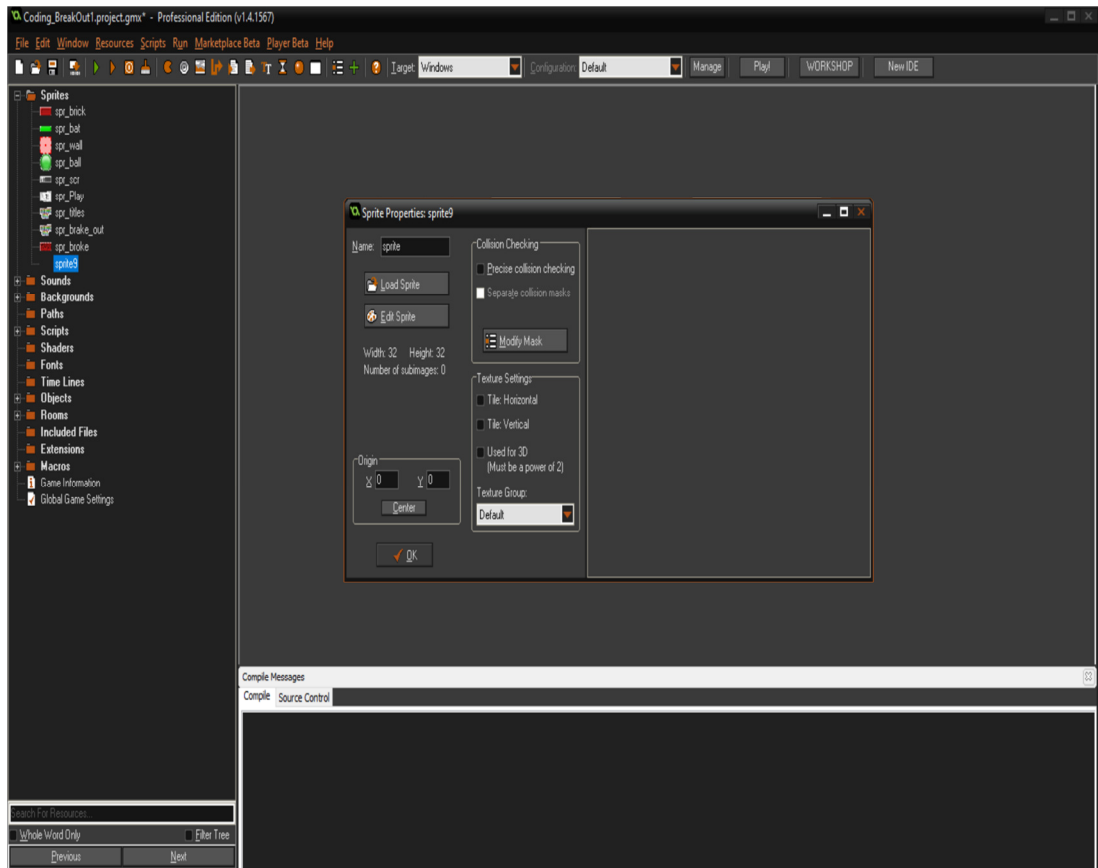 Coding_BreakOut1.project.gmx* - Professional Edition (v1.4.1567)
File Edit Window Resources Scripts Run Marketplace Beta Player Beta Help
Target: Windows Configuration: Default Manage Play! WORKSHOP New IDE
Sprites
spr_brick
spr_bat
spr_wall
spr_ball
spr_scr
spr_Play
spr_titles
spr_brake_out
spr_broke
sprite9
Sounds
Backgrounds
Paths
Scripts
Shaders
Fonts
Time Lines
Objects
Rooms
Included Files
Extensions
Macros
Game Information
Global Game Settings
Search For Resources...
Whole Word Only Filter Tree
Previous Next
Sprite Properties: sprite9
Name: sprite
Load Sprite
Edit Sprite
Width: 32 Height: 32
Number of subimages: 0
Origin
X 0 Y 0
Center
OK
Collision Checking
Precise collision checking
Separate collision masks
Modify Mask
Texture Settings
Tile: Horizontal
Tile: Vertical
Used for 3D
(Must be a power of 2)
Texture Group:
Default
Compile Messages
Compile Source Control